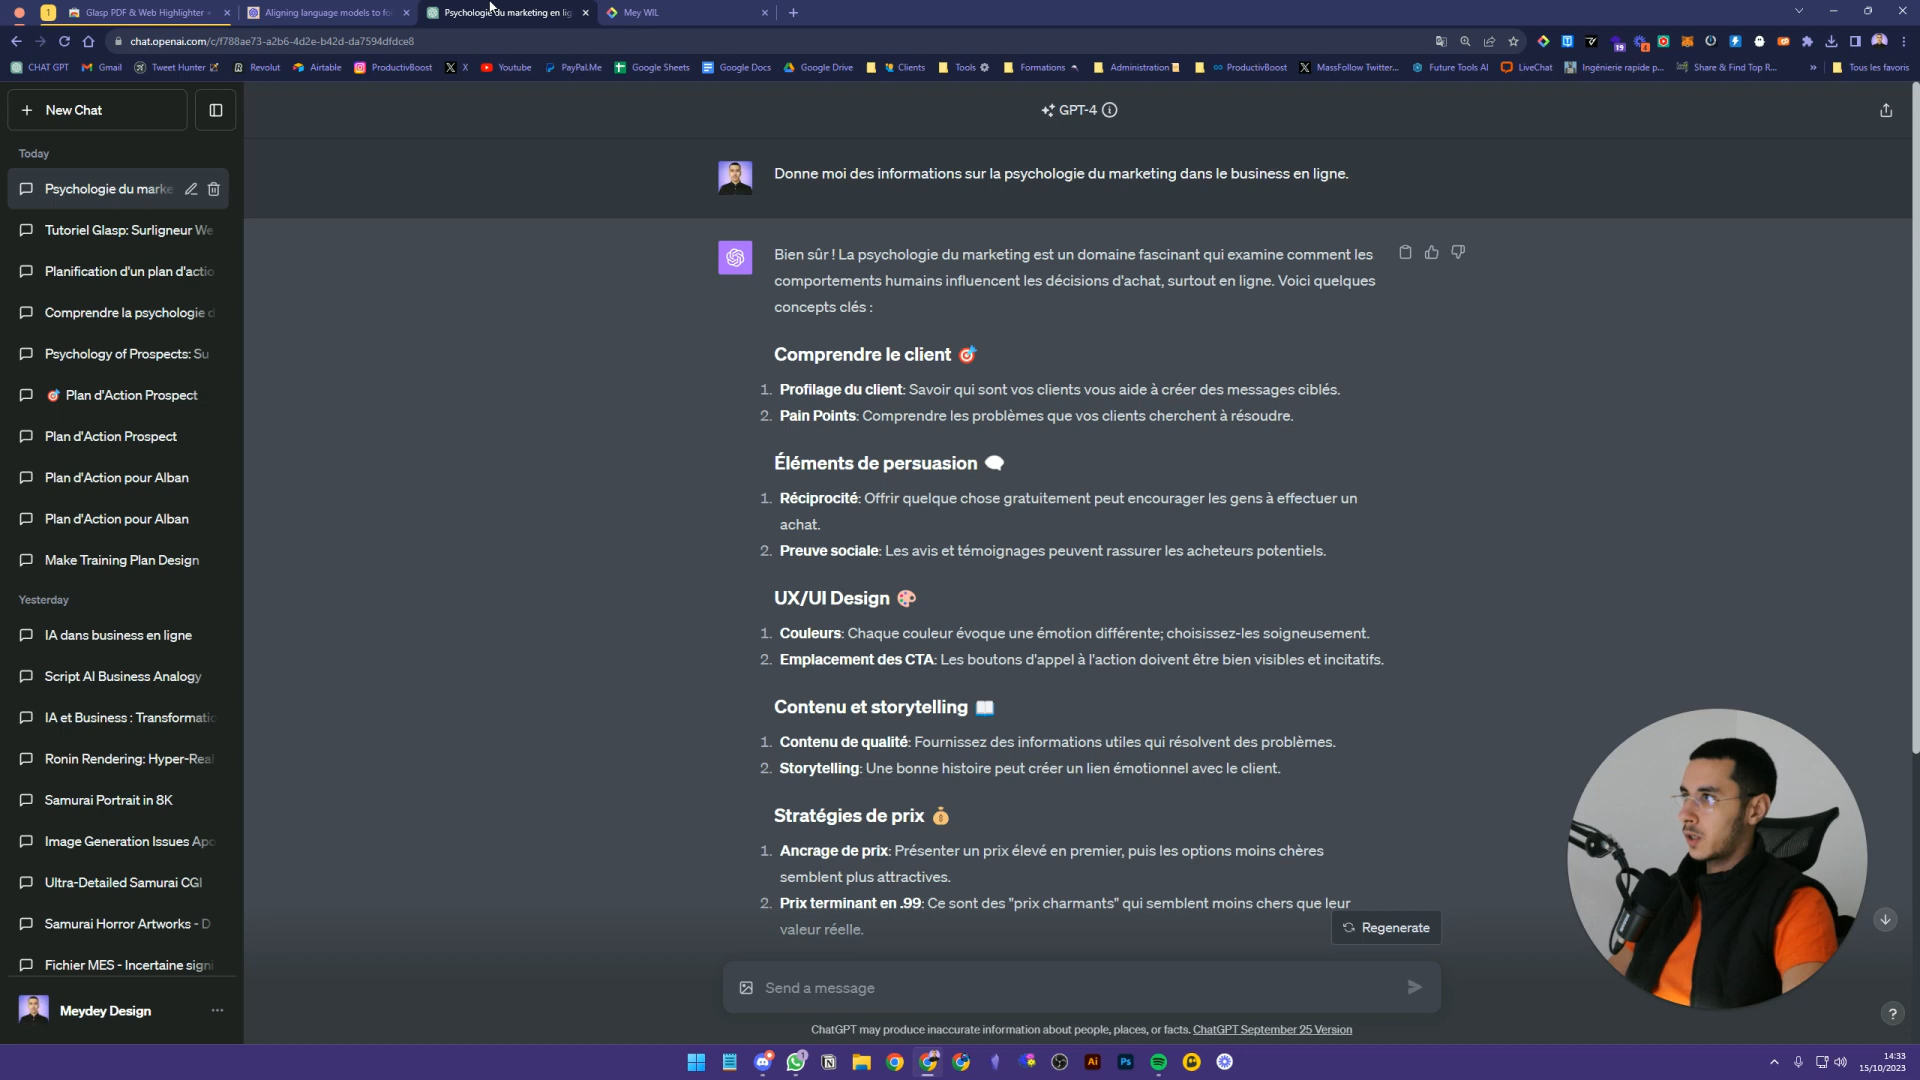 1
Glasp PDF & Web Highlighter -
Aligning language models to fo
Psychologie du marketing en lig
Mey WIL
chat.openai.com/c/f788ae73-a2b6-4d2e-b42d-da7594dfdce8
19
CHAT GPT
Gmail
Tweet Hunter
Revolut
Airtable
ProductivBoost
X
Youtube
PayPal.Me
Google Sheets
Google Docs
Google Drive
Clients
Tools
Formations
Administration
ProductivBoost
MassFollow Twitter...
Future Tools AI
LiveChat
Ingénierie rapide p...
Share & Find Top R...
Tous les favoris
New Chat
GPT-4
Today
Psychologie du marke
Tutoriel Glasp: Surligneur We
Planification d'un plan d'actio
Comprendre la psychologie d
Psychology of Prospects: Su
🎯 Plan d'Action Prospect
Plan d'Action Prospect
Plan d'Action pour Alban
Plan d'Action pour Alban
Make Training Plan Design
Yesterday
IA dans business en ligne
Script AI Business Analogy
IA et Business : Transformatio
Ronin Rendering: Hyper-Real
Samurai Portrait in 8K
Image Generation Issues Apo
Ultra-Detailed Samurai CGI
Samurai Horror Artworks - D
Fichier MES - Incertaine signi
Meydey Design
Donne moi des informations sur la psychologie du marketing dans le business en ligne.
Bien sûr ! La psychologie du marketing est un domaine fascinant qui examine comment les
comportements humains influencent les décisions d'achat, surtout en ligne. Voici quelques
concepts clés :
Comprendre le client 🎯
1. Profilage du client: Savoir qui sont vos clients vous aide à créer des messages ciblés.
2. Pain Points: Comprendre les problèmes que vos clients cherchent à résoudre.
Éléments de persuasion 🗨️
1. Réciprocité: Offrir quelque chose gratuitement peut encourager les gens à effectuer un
achat.
2. Preuve sociale: Les avis et témoignages peuvent rassurer les acheteurs potentiels.
UX/UI Design 🎨
1. Couleurs: Chaque couleur évoque une émotion différente; choisissez-les soigneusement.
2. Emplacement des CTA: Les boutons d'appel à l'action doivent être bien visibles et incitatifs.
Contenu et storytelling 📖
1. Contenu de qualité: Fournissez des informations utiles qui résolvent des problèmes.
2. Storytelling: Une bonne histoire peut créer un lien émotionnel avec le client.
Stratégies de prix 💰
1. Ancrage de prix: Présenter un prix élevé en premier, puis les options moins chères
semblent plus attractives.
2. Prix terminant en .99: Ce sont des "prix charmants" qui semblent moins chers que leur
valeur réelle.
Regenerate
Send a message
ChatGPT may produce inaccurate information about people, places, or facts. ChatGPT September 25 Version
?
Ai
Ps
14:33
15/10/2023